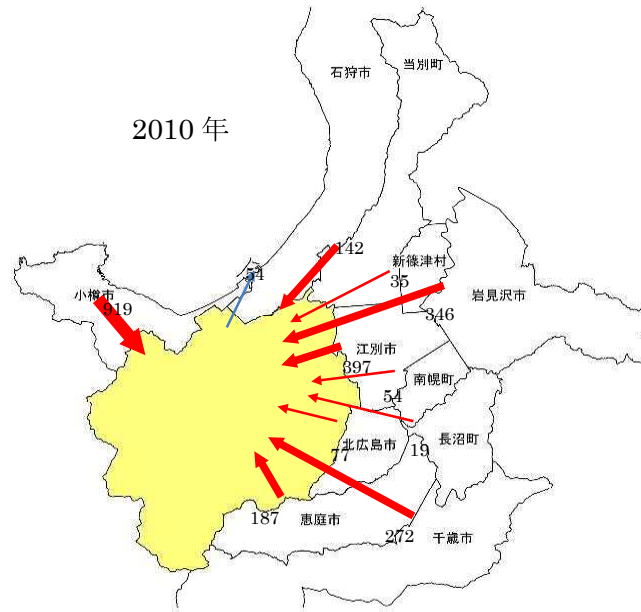 石狩市
当別町
2010 年
142
新篠津村
54
35
小樽市
919
岩見沢市
346
江別市
397
南幌町
54
北広島市
長沼町
77
19
187
恵庭市
272
千歳市